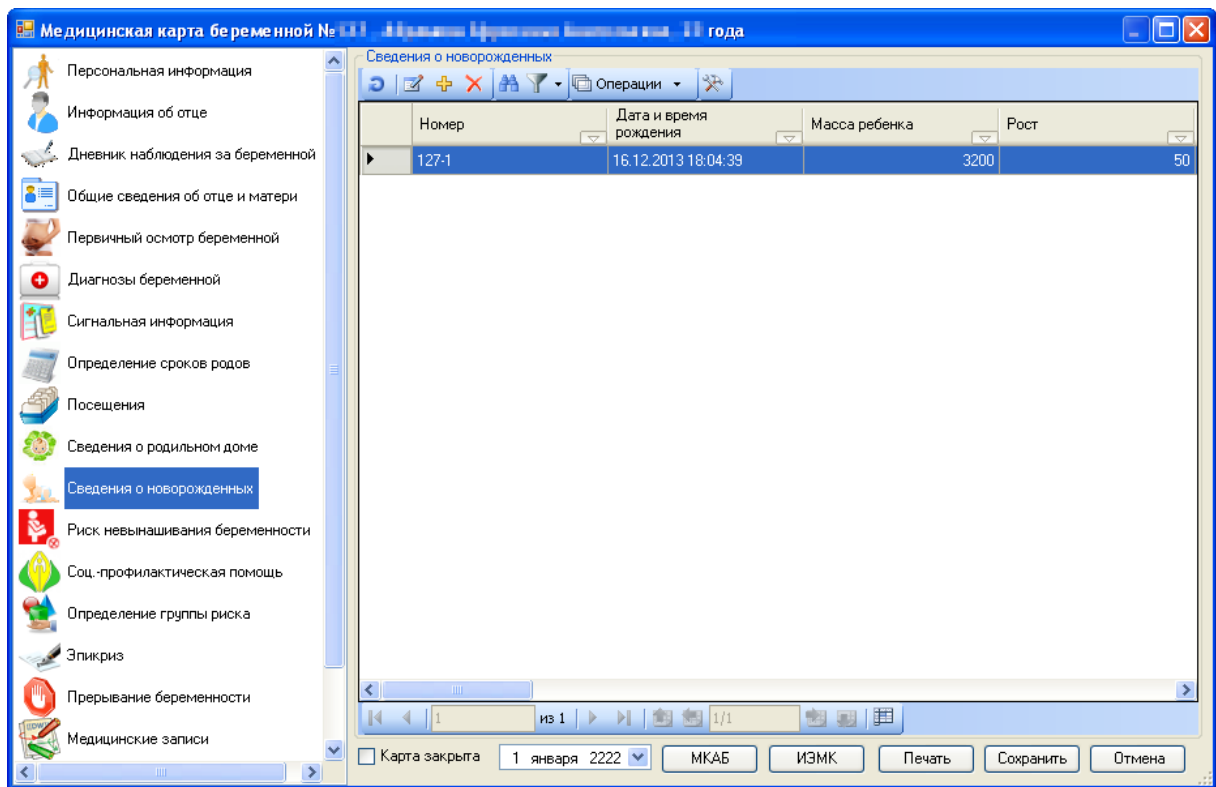 Медицинская карта беременной №
года
Персональная информация
Информация об отце
Дневник наблюдения за беременной
Общие сведения об отце и матери
Первичный осмотр беременной
Диагнозы беременной
Сигнальная информация
Определение сроков родов
Посещения
Сведения о родильном доме
Сведения о новорожденных
Риск невынашивания беременности
Соц.-профилактическая помощь
Определение группы риска
Эпикриз
Прерывание беременности
Медицинские записи
Сведения о новорожденных
Операции
Номер
Дата и время
рождения
Масса ребенка
Рост
127-1 16.12.2013 18:04:39 3200 50
1 из 1 1/1
Карта закрыта 1 января 2222 МКАБ ИЭМК Печать Сохранить Отмена